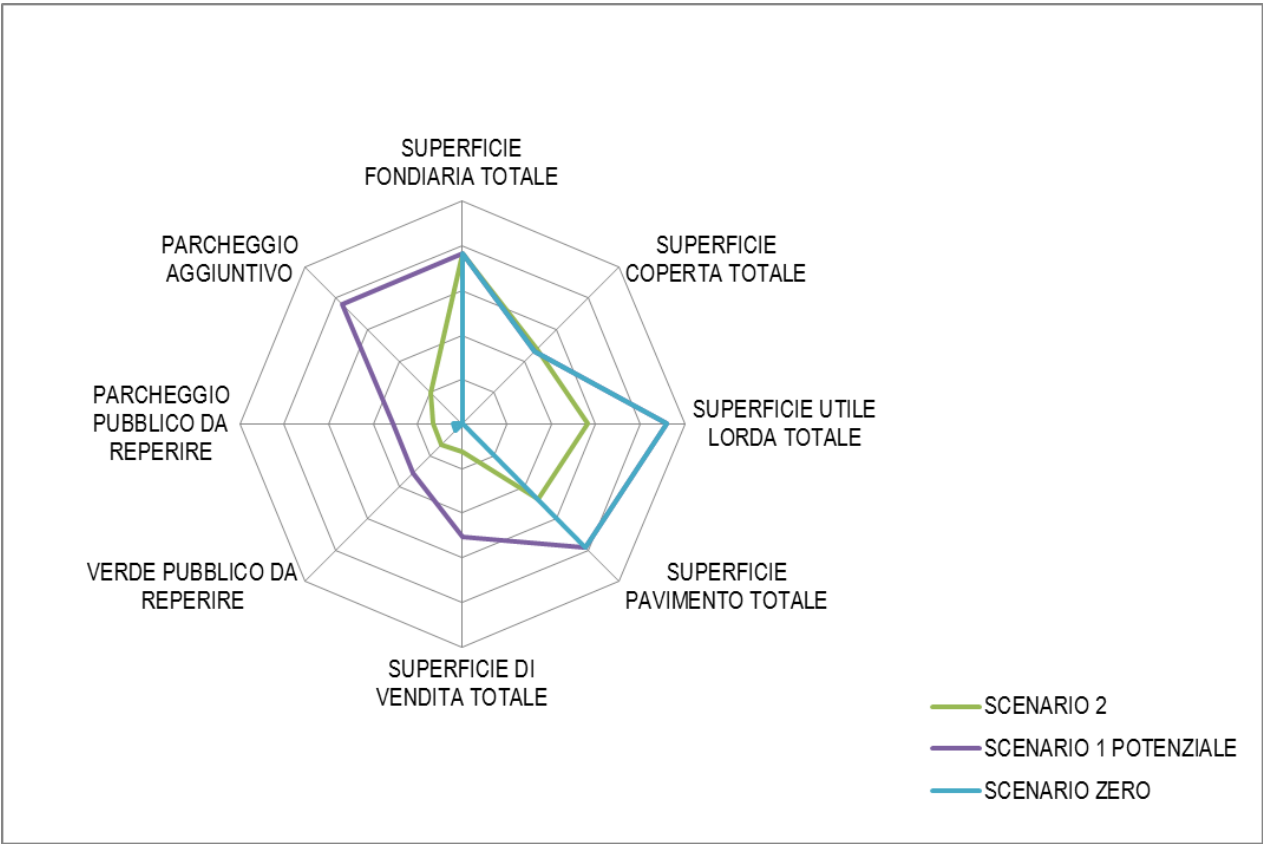 SUPERFICIE
FONDIARIA TOTALE
SUPERFICIE
COPERTA TOTALE
SUPERFICIE UTILE
LORDA TOTALE
SUPERFICIE
PAVIMENTO TOTALE
SUPERFICIE DI
VENDITA TOTALE
VERDE PUBBLICO DA
REPERIRE
PARCHEGGIO
PUBBLICO DA
REPERIRE
PARCHEGGIO
AGGIUNTIVO
SCENARIO 2
SCENARIO 1 POTENZIALE
SCENARIO ZERO